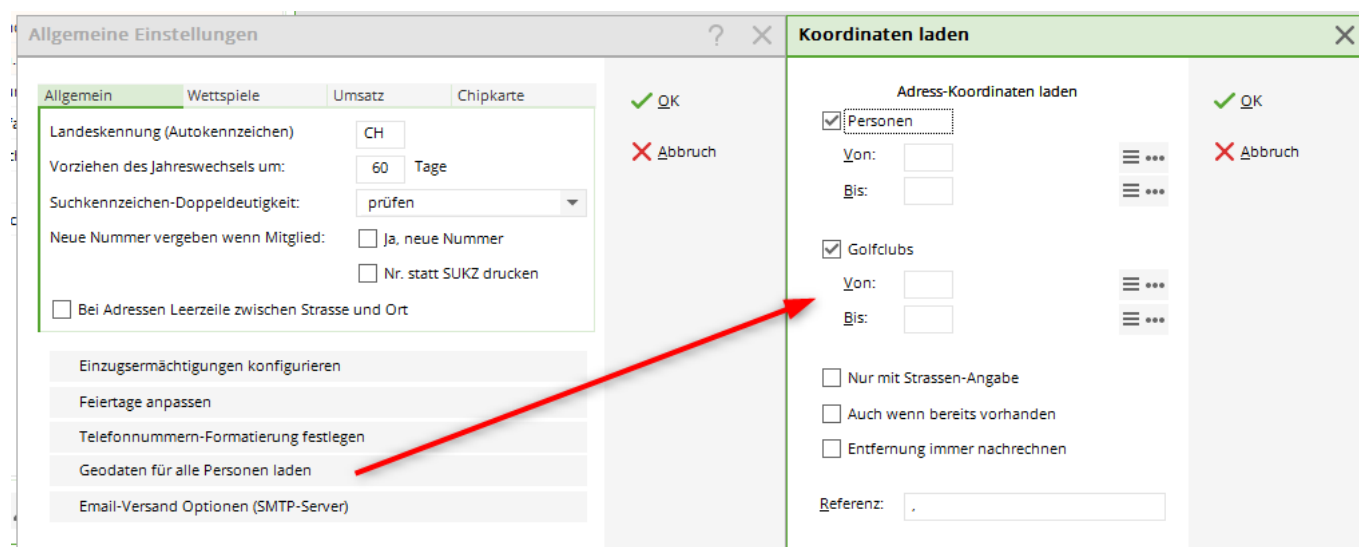 Allgemeine Einstellungen
?
Allgemein Wettspiele Umsatz Chipkarte
Landeskennung (Autokennzeichen) CH
Vorziehen des Jahreswechsels um: 60 Tage
Suchkennzeichen-Doppeldeutigkeit: prüfen
Neue Nummer vergeben wenn Mitglied: Ja, neue Nummer
Nr. statt SUKZ drucken
Bei Adressen Leerzeile zwischen Strasse und Ort
Einzugsermächtigungen konfigurieren
Feiertage anpassen
Telefonnummern-Formatierung festlegen
Geodaten für alle Personen laden
Email-Versand Optionen (SMTP-Server)
OK
Abbruch
Koordinaten laden
Adress-Koordinaten laden
Personen
Von:
Bis:
Golfclubs
Von:
Bis:
Nur mit Strassen-Angabe
Auch wenn bereits vorhanden
Entfernung immer nachrechnen
Referenz: ,
OK
Abbruch